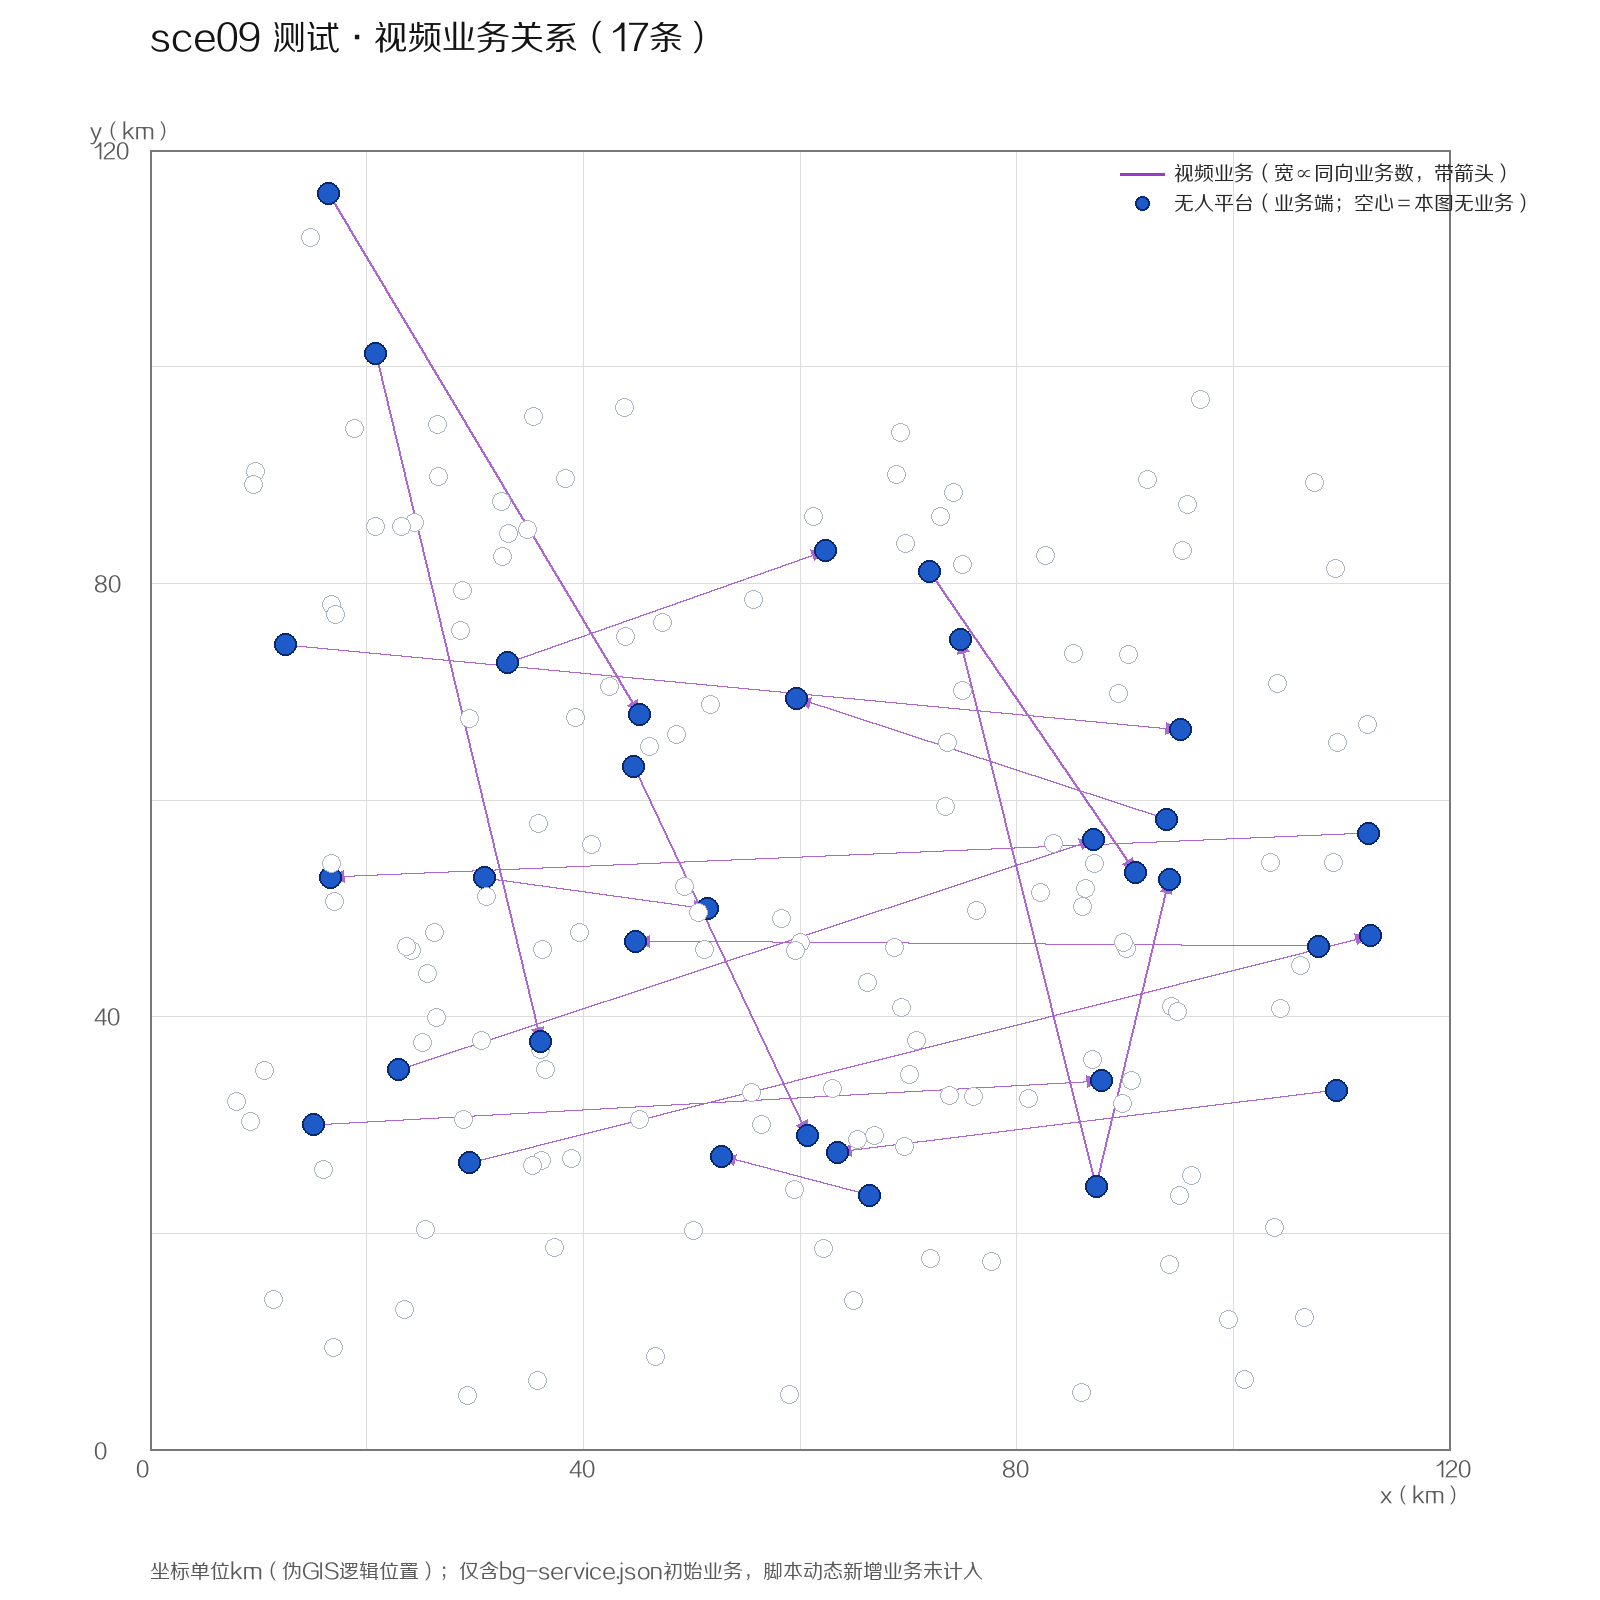 sce09 测试 · 视频业务关系（17条）
y（km）
120
视频业务（宽∝同向业务数，带箭头）
无人平台（业务端；空心＝本图无业务）
80
40
0
0
40
80
120
x（km）
坐标单位km（伪GIS逻辑位置）；仅含bg-service.json初始业务，脚本动态新增业务未计入